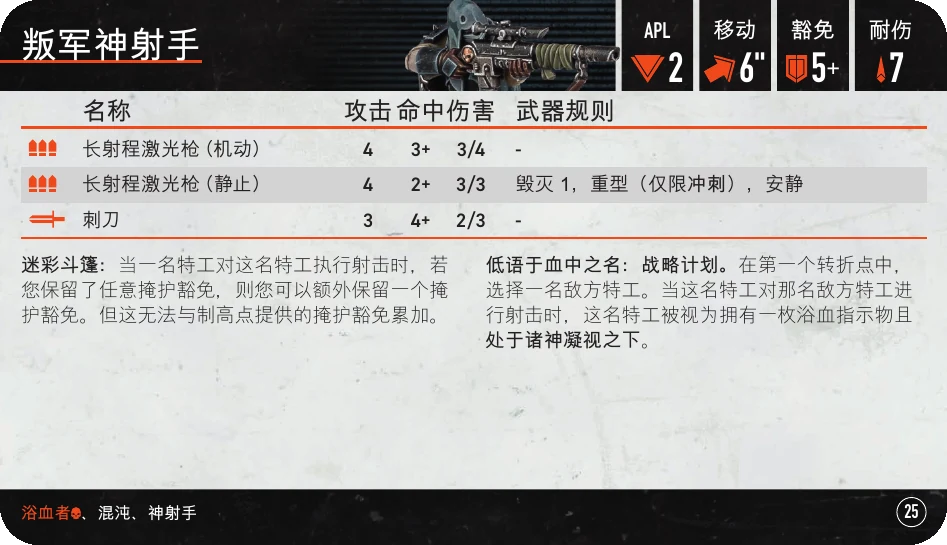 叛军神射手
APL 移动 豁免 耐伤
2 6" 5+ 7
名称 攻击 命中 伤害 武器规则
长射程激光枪（机动） 4 3+ 3/4 -
长射程激光枪（静止） 4 2+ 3/3 毁灭 1，重型（仅限冲刺），安静
刺刀 3 4+ 2/3 -
迷彩斗篷：当一名特工对这名特工执行射击时，若
您保留了任意掩护豁免，则您可以额外保留一个掩
护豁免。但这无法与制高点提供的掩护豁免累加。
低语于血中之名：战略计划。在第一个转折点中，
选择一名敌方特工。当这名特工对那名敌方特工进
行射击时，这名特工被视为拥有一枚浴血指示物且
处于诸神凝视之下。
浴血者、混沌、神射手
25